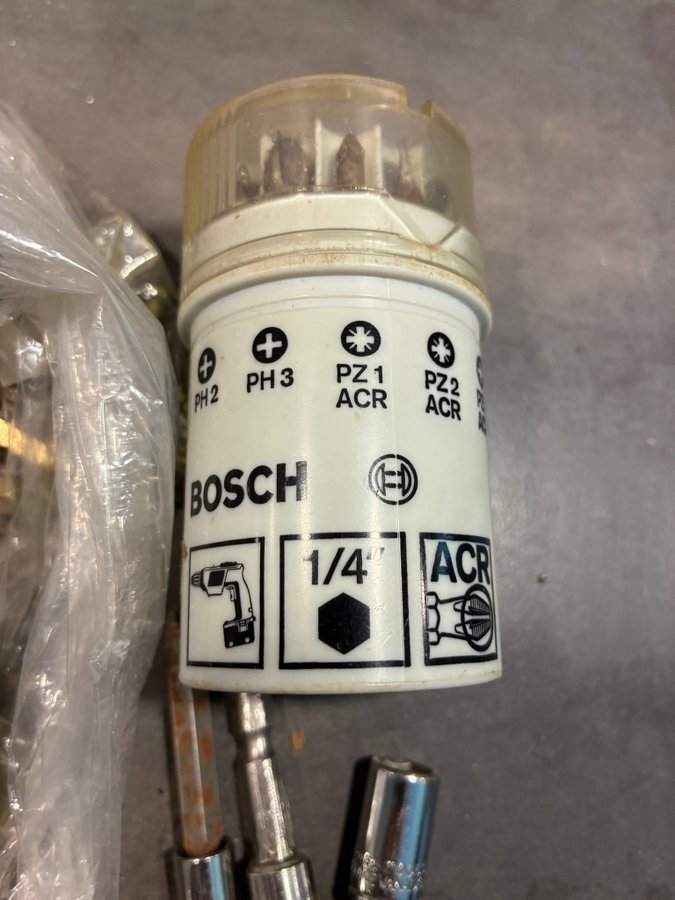 PH 2
PH 3
PZ 1
ACR
PZ 2
ACR
BOSCH
1/4"
ACR